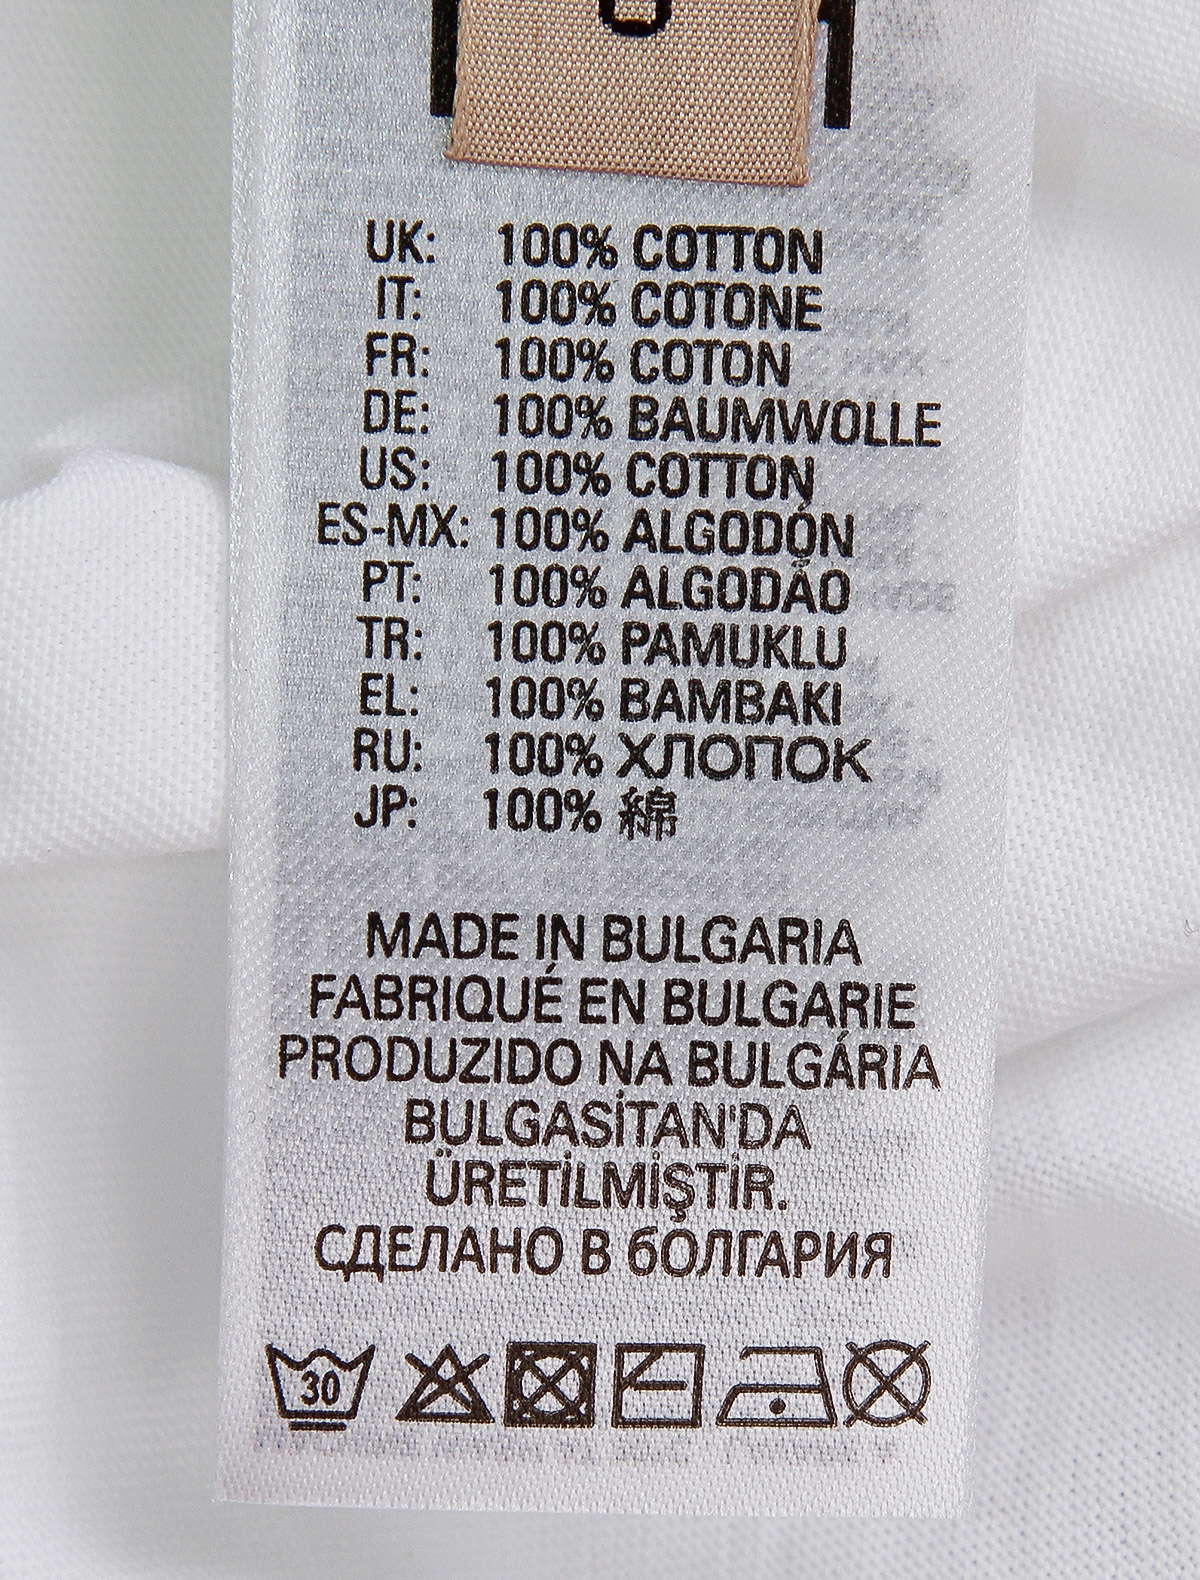 UK: 100% COTTON
IT: 100% COTONE
FR: 100% COTON
DE: 100% BAUMWOLLE
US: 100% COTTON
ES-MX: 100% ALGODÓN
PT: 100% ALGODÃO
TR: 100% PAMUKLU
EL: 100% BAMBAKI
RU: 100% ХЛОПОК
JP: 100% 綿
MADE IN BULGARIA
FABRIQUÉ EN BULGARIE
PRODUZIDO NA BULGÁRIA
BULGASİTAN'DA
ÜRETİLMİŞTİR.
СДЕЛАНО В бОЛГАРИЯ
30